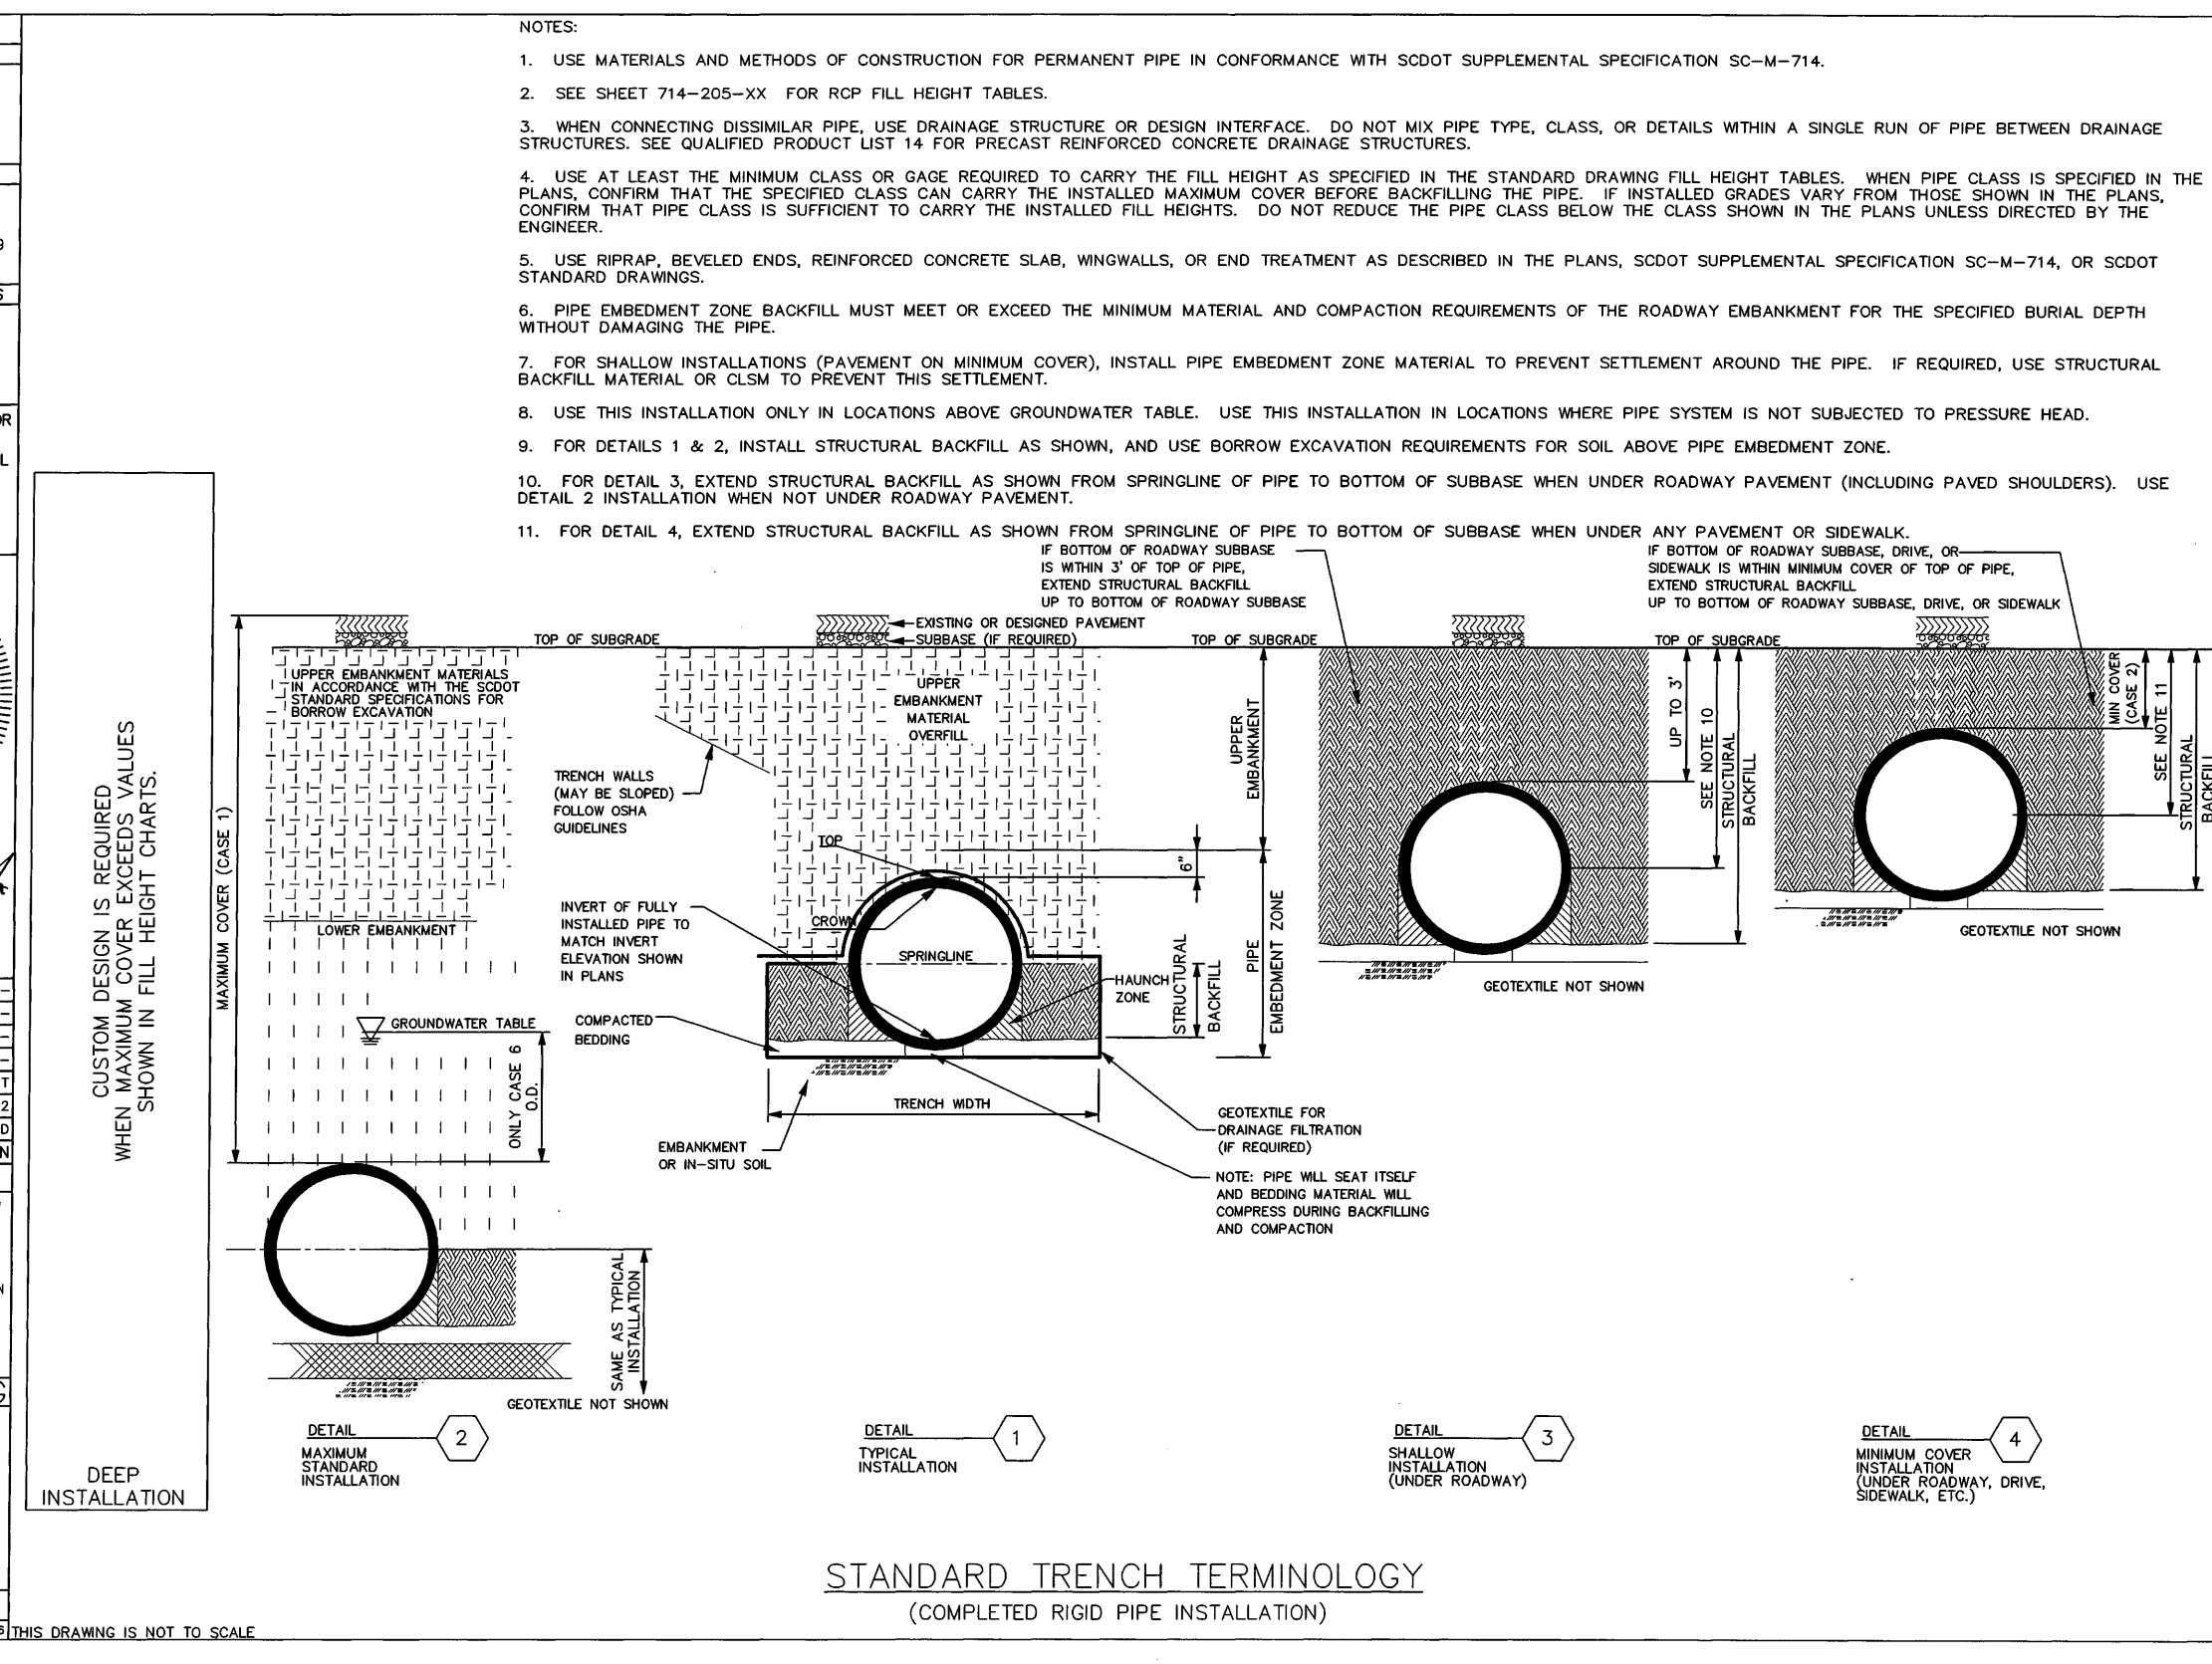 NOTES:
1. USE MATERIALS AND METHODS OF CONSTRUCTION FOR PERMANENT PIPE IN CONFORMANCE WITH SCDOT SUPPLEMENTAL SPECIFICATION SC-M-714.
2. SEE SHEET 714-205-XX FOR RCP FILL HEIGHT TABLES.
3. WHEN CONNECTING DISSIMILAR PIPE, USE DRAINAGE STRUCTURE OR DESIGN INTERFACE. DO NOT MIX PIPE TYPE, CLASS, OR DETAILS WITHIN A SINGLE RUN OF PIPE BETWEEN DRAINAGE
STRUCTURES. SEE QUALIFIED PRODUCT LIST 14 FOR PRECAST REINFORCED CONCRETE DRAINAGE STRUCTURES.
4. USE AT LEAST THE MINIMUM CLASS OR GAGE REQUIRED TO CARRY THE FILL HEIGHT AS SPECIFIED IN THE STANDARD DRAWING FILL HEIGHT TABLES. WHEN PIPE CLASS IS SPECIFIED IN THE
PLANS, CONFIRM THAT THE SPECIFIED CLASS CAN CARRY THE INSTALLED MAXIMUM COVER BEFORE BACKFILLING THE PIPE. IF INSTALLED GRADES VARY FROM THOSE SHOWN IN THE PLANS,
CONFIRM THAT PIPE CLASS IS SUFFICIENT TO CARRY THE INSTALLED FILL HEIGHTS. DO NOT REDUCE THE PIPE CLASS BELOW THE CLASS SHOWN IN THE PLANS UNLESS DIRECTED BY THE
ENGINEER.
5. USE RIPRAP, BEVELED ENDS, REINFORCED CONCRETE SLAB, WINGWALLS, OR END TREATMENT AS DESCRIBED IN THE PLANS, SCDOT SUPPLEMENTAL SPECIFICATION SC-M-714, OR SCDOT
STANDARD DRAWINGS.
6. PIPE EMBEDMENT ZONE BACKFILL MUST MEET OR EXCEED THE MINIMUM MATERIAL AND COMPACTION REQUIREMENTS OF THE ROADWAY EMBANKMENT FOR THE SPECIFIED BURIAL DEPTH
WITHOUT DAMAGING THE PIPE.
7. FOR SHALLOW INSTALLATIONS (PAVEMENT ON MINIMUM COVER), INSTALL PIPE EMBEDMENT ZONE MATERIAL TO PREVENT SETTLEMENT AROUND THE PIPE. IF REQUIRED, USE STRUCTURAL
BACKFILL MATERIAL OR CLSM TO PREVENT THIS SETTLEMENT.
8. USE THIS INSTALLATION ONLY IN LOCATIONS ABOVE GROUNDWATER TABLE. USE THIS INSTALLATION IN LOCATIONS WHERE PIPE SYSTEM IS NOT SUBJECTED TO PRESSURE HEAD.
9. FOR DETAILS 1 & 2, INSTALL STRUCTURAL BACKFILL AS SHOWN, AND USE BORROW EXCAVATION REQUIREMENTS FOR SOIL ABOVE PIPE EMBEDMENT ZONE.
10. FOR DETAIL 3, EXTEND STRUCTURAL BACKFILL AS SHOWN FROM SPRINGLINE OF PIPE TO BOTTOM OF SUBBASE WHEN UNDER ROADWAY PAVEMENT (INCLUDING PAVED SHOULDERS). USE
DETAIL 2 INSTALLATION WHEN NOT UNDER ROADWAY PAVEMENT.
11. FOR DETAIL 4, EXTEND STRUCTURAL BACKFILL AS SHOWN FROM SPRINGLINE OF PIPE TO BOTTOM OF SUBBASE WHEN UNDER ANY PAVEMENT OR SIDEWALK.
CUSTOM DESIGN IS REQUIRED
WHEN MAXIMUM COVER EXCEEDS VALUES
SHOWN IN FILL HEIGHT CHARTS.
DEEP
INSTALLATION
MAXIMUM COVER (CASE 1)
TOP OF SUBGRADE
UPPER EMBANKMENT MATERIALS
IN ACCORDANCE WITH THE SCDOT
STANDARD SPECIFICATIONS FOR
BORROW EXCAVATION
LOWER EMBANKMENT
GROUNDWATER TABLE
ONLY CASE 6
O.D.
SAME AS TYPICAL
INSTALLATION
GEOTEXTILE NOT SHOWN
DETAIL
2
MAXIMUM
STANDARD
INSTALLATION
EXISTING OR DESIGNED PAVEMENT
SUBBASE (IF REQUIRED)
TOP OF SUBGRADE
UPPER
EMBANKMENT
MATERIAL
OVERFILL
TRENCH WALLS
(MAY BE SLOPED)
FOLLOW OSHA
GUIDELINES
TOP
CROWN
SPRINGLINE
INVERT OF FULLY
INSTALLED PIPE TO
MATCH INVERT
ELEVATION SHOWN
IN PLANS
COMPACTED
BEDDING
HAUNCH
ZONE
UPPER
EMBANKMENT
6"
STRUCTURAL
BACKFILL
PIPE
EMBEDMENT ZONE
TRENCH WIDTH
EMBANKMENT
OR IN-SITU SOIL
GEOTEXTILE FOR
DRAINAGE FILTRATION
(IF REQUIRED)
NOTE: PIPE WILL SEAT ITSELF
AND BEDDING MATERIAL WILL
COMPRESS DURING BACKFILLING
AND COMPACTION
DETAIL
1
TYPICAL
INSTALLATION
IF BOTTOM OF ROADWAY SUBBASE
IS WITHIN 3' OF TOP OF PIPE,
EXTEND STRUCTURAL BACKFILL
UP TO BOTTOM OF ROADWAY SUBBASE
TOP OF SUBGRADE
UP TO 3'
SEE NOTE 10
STRUCTURAL
BACKFILL
GEOTEXTILE NOT SHOWN
DETAIL
3
SHALLOW
INSTALLATION
(UNDER ROADWAY)
IF BOTTOM OF ROADWAY SUBBASE, DRIVE, OR
SIDEWALK IS WITHIN MINIMUM COVER OF TOP OF PIPE,
EXTEND STRUCTURAL BACKFILL
UP TO BOTTOM OF ROADWAY SUBBASE, DRIVE, OR SIDEWALK
MIN COVER
(CASE 2)
SEE NOTE 11
STRUCTURAL
GEOTEXTILE NOT SHOWN
DETAIL
4
MINIMUM COVER
INSTALLATION
(UNDER ROADWAY, DRIVE,
SIDEWALK, ETC.)
STANDARD TRENCH TERMINOLOGY
(COMPLETED RIGID PIPE INSTALLATION)
THIS DRAWING IS NOT TO SCALE